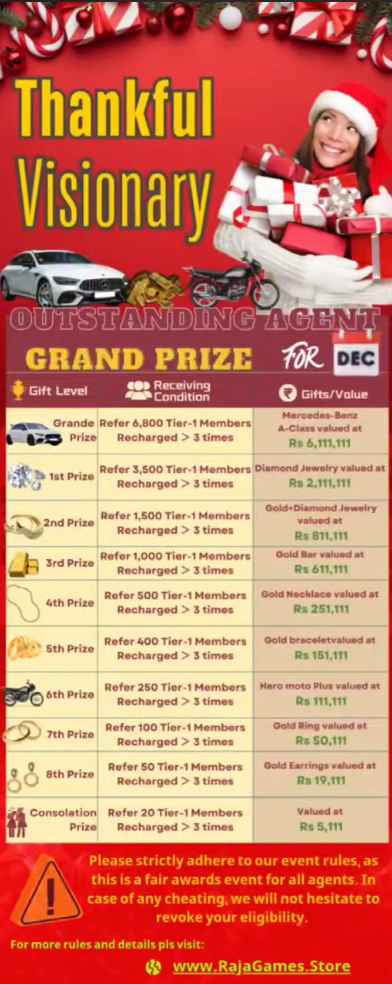 Thankful
Visionary
OUTSTANDING AGENT
GRAND PRIZE FOR DEC
Gift Level Receiving Condition Gifts/Value
Grande Prize Refer 6,800 Tier-1 Members Recharged > 3 times Mercedes-Benz A-Class valued at Rs 6,111,111
1st Prize Refer 3,500 Tier-1 Members Recharged > 3 times Diamond Jewelry valued at Rs 2,111,111
2nd Prize Refer 1,500 Tier-1 Members Recharged > 3 times Gold+Diamond Jewelry valued at Rs 811,111
3rd Prize Refer 1,000 Tier-1 Members Recharged > 3 times Gold Bar valued at Rs 611,111
4th Prize Refer 500 Tier-1 Members Recharged > 3 times Gold Necklace valued at Rs 251,111
5th Prize Refer 400 Tier-1 Members Recharged > 3 times Gold braceletvalued at Rs 151,111
6th Prize Refer 250 Tier-1 Members Recharged > 3 times Hero moto Plus valued at Rs 111,111
7th Prize Refer 100 Tier-1 Members Recharged > 3 times Gold Ring valued at Rs 50,111
8th Prize Refer 50 Tier-1 Members Recharged > 3 times Gold Earrings valued at Rs 19,111
Consolation Prize Refer 20 Tier-1 Members Recharged > 3 times Valued at Rs 5,111
Please strictly adhere to our event rules, as
this is a fair awards event for all agents. In
case of any cheating, we will not hesitate to
revoke your eligibility.
For more rules and details pls visit:
www.RajaGames.Store